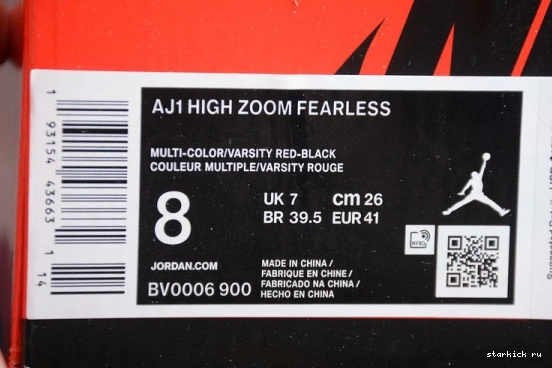 AJ1 HIGH ZOOM FEARLESS
MULTI-COLOR/VARSITY RED-BLACK
COULEUR MULTIPLE/VARSITY ROUGE
8
UK 7 cm 26
BR 39.5 EUR 41
RFID
JORDAN.COM
BV0006 900
MADE IN CHINA /
FABRIQUE EN CHINE /
FABRICADO NA CHINA /
HECHO EN CHINA
1 93154 43663 1 14
starkick ru